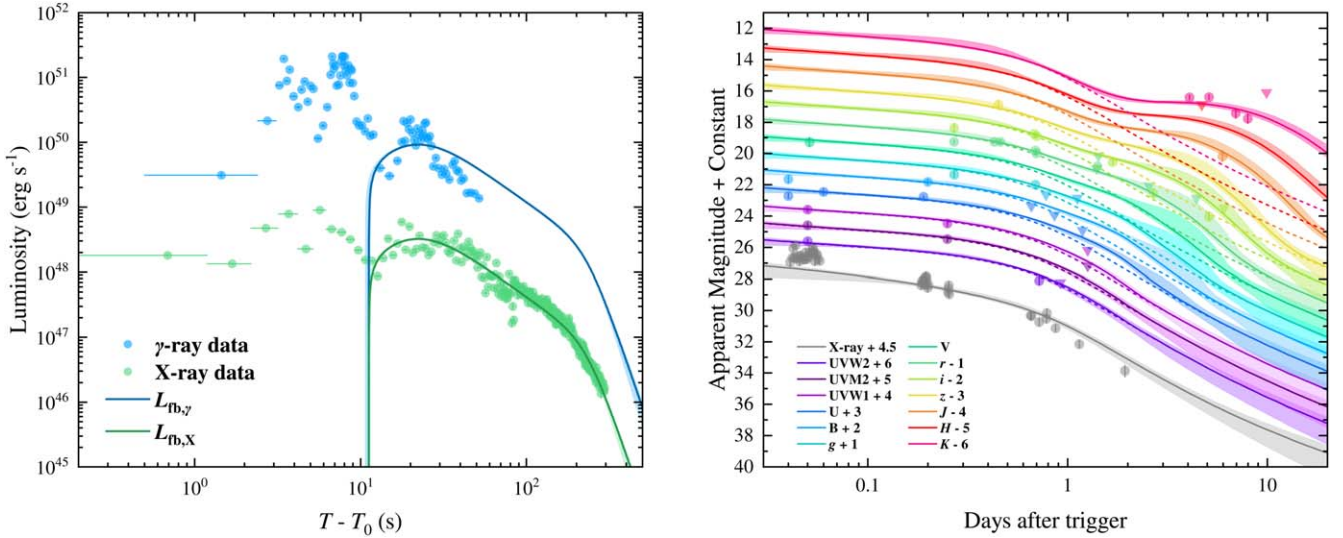 10^52
10^51
10^50
10^49
10^48
10^47
10^46
10^45
Luminosity (erg s^-1)
γ-ray data
X-ray data
L_fb,γ
L_fb,X
10^0
10^1
10^2
T - T_0 (s)
12
14
16
18
20
22
24
26
28
30
32
34
36
38
40
Apparent Magnitude + Constant
X-ray + 4.5
UVW2 + 6
UVM2 + 5
UVW1 + 4
U + 3
B + 2
g + 1
V
r - 1
i - 2
z - 3
J - 4
H - 5
K - 6
0.1
1
10
Days after trigger